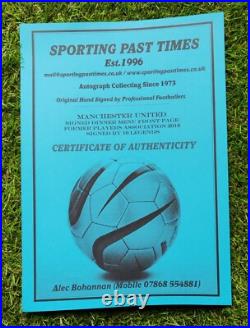 SPORTING PAST TIMES
Est.1996
mail@sportingpasttimes.co.uk / www.sportingpasttimes.co.uk
Autograph Collecting Since 1973
Original Hand Signed by Professional Footballers
MANCHESTER UNITED
SIGNED DINNER MENU FRONT PAGE
FORMER PLAYERS ASSOCIATION 2014
SIGNED BY 16 LEGENDS
CERTIFICATE OF AUTHENTICITY
Alec Bohannan (Mobile 07868 554881)